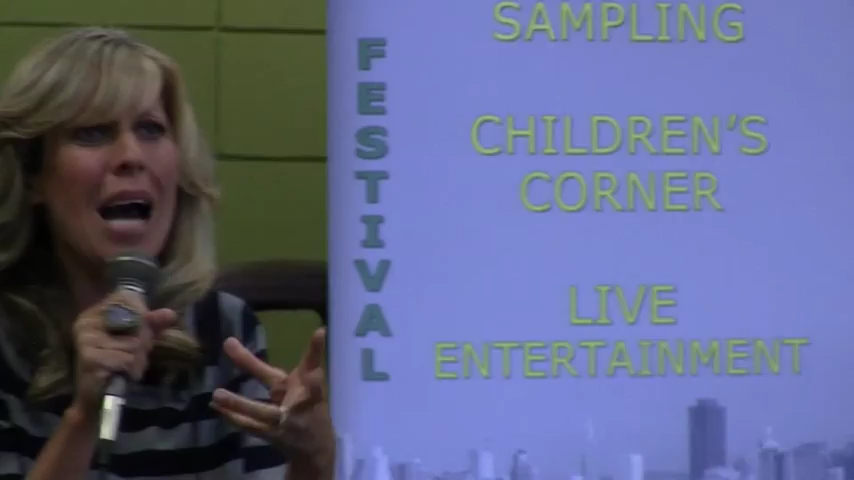 FESTIVAL
SAMPLING
CHILDREN'S
CORNER
LIVE
ENTERTAINMENT